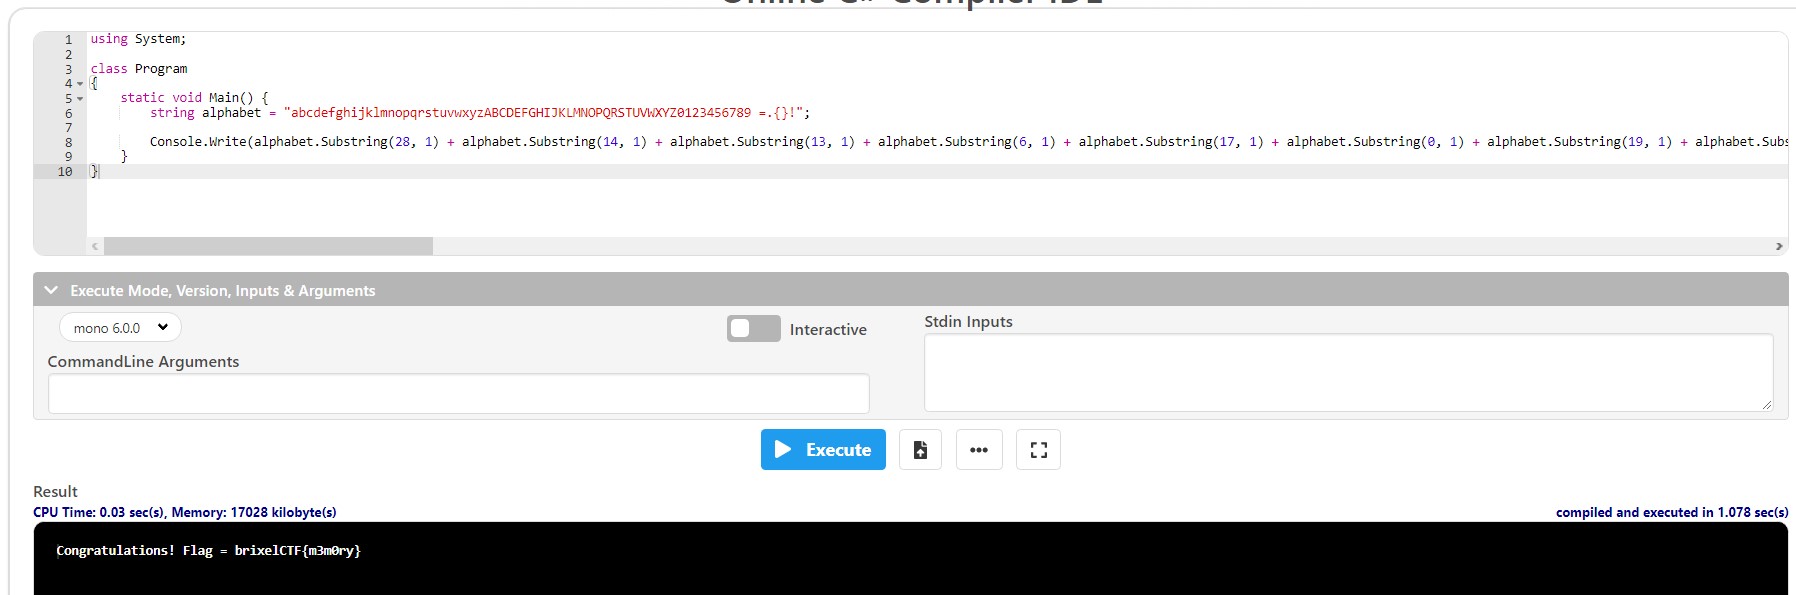 Online C# Compiler IDE
1 using System;
2
3 class Program
4 {
5 static void Main() {
6 string alphabet = "abcdefghijklmnopqrstuvwxyzABCDEFGHIJKLMNOPQRSTUVWXYZ0123456789 =.{}!";
7
8 Console.Write(alphabet.Substring(28, 1) + alphabet.Substring(14, 1) + alphabet.Substring(13, 1) + alphabet.Substring(6, 1) + alphabet.Substring(17, 1) + alphabet.Substring(0, 1) + alphabet.Substring(19, 1) + alphabet.Subs
9 }
10 }
Execute Mode, Version, Inputs & Arguments
mono 6.0.0
Interactive
Stdin Inputs
CommandLine Arguments
Execute
Result
CPU Time: 0.03 sec(s), Memory: 17028 kilobyte(s)
compiled and executed in 1.078 sec(s)
Congratulations! Flag = brixelCTF{m3m0ry}